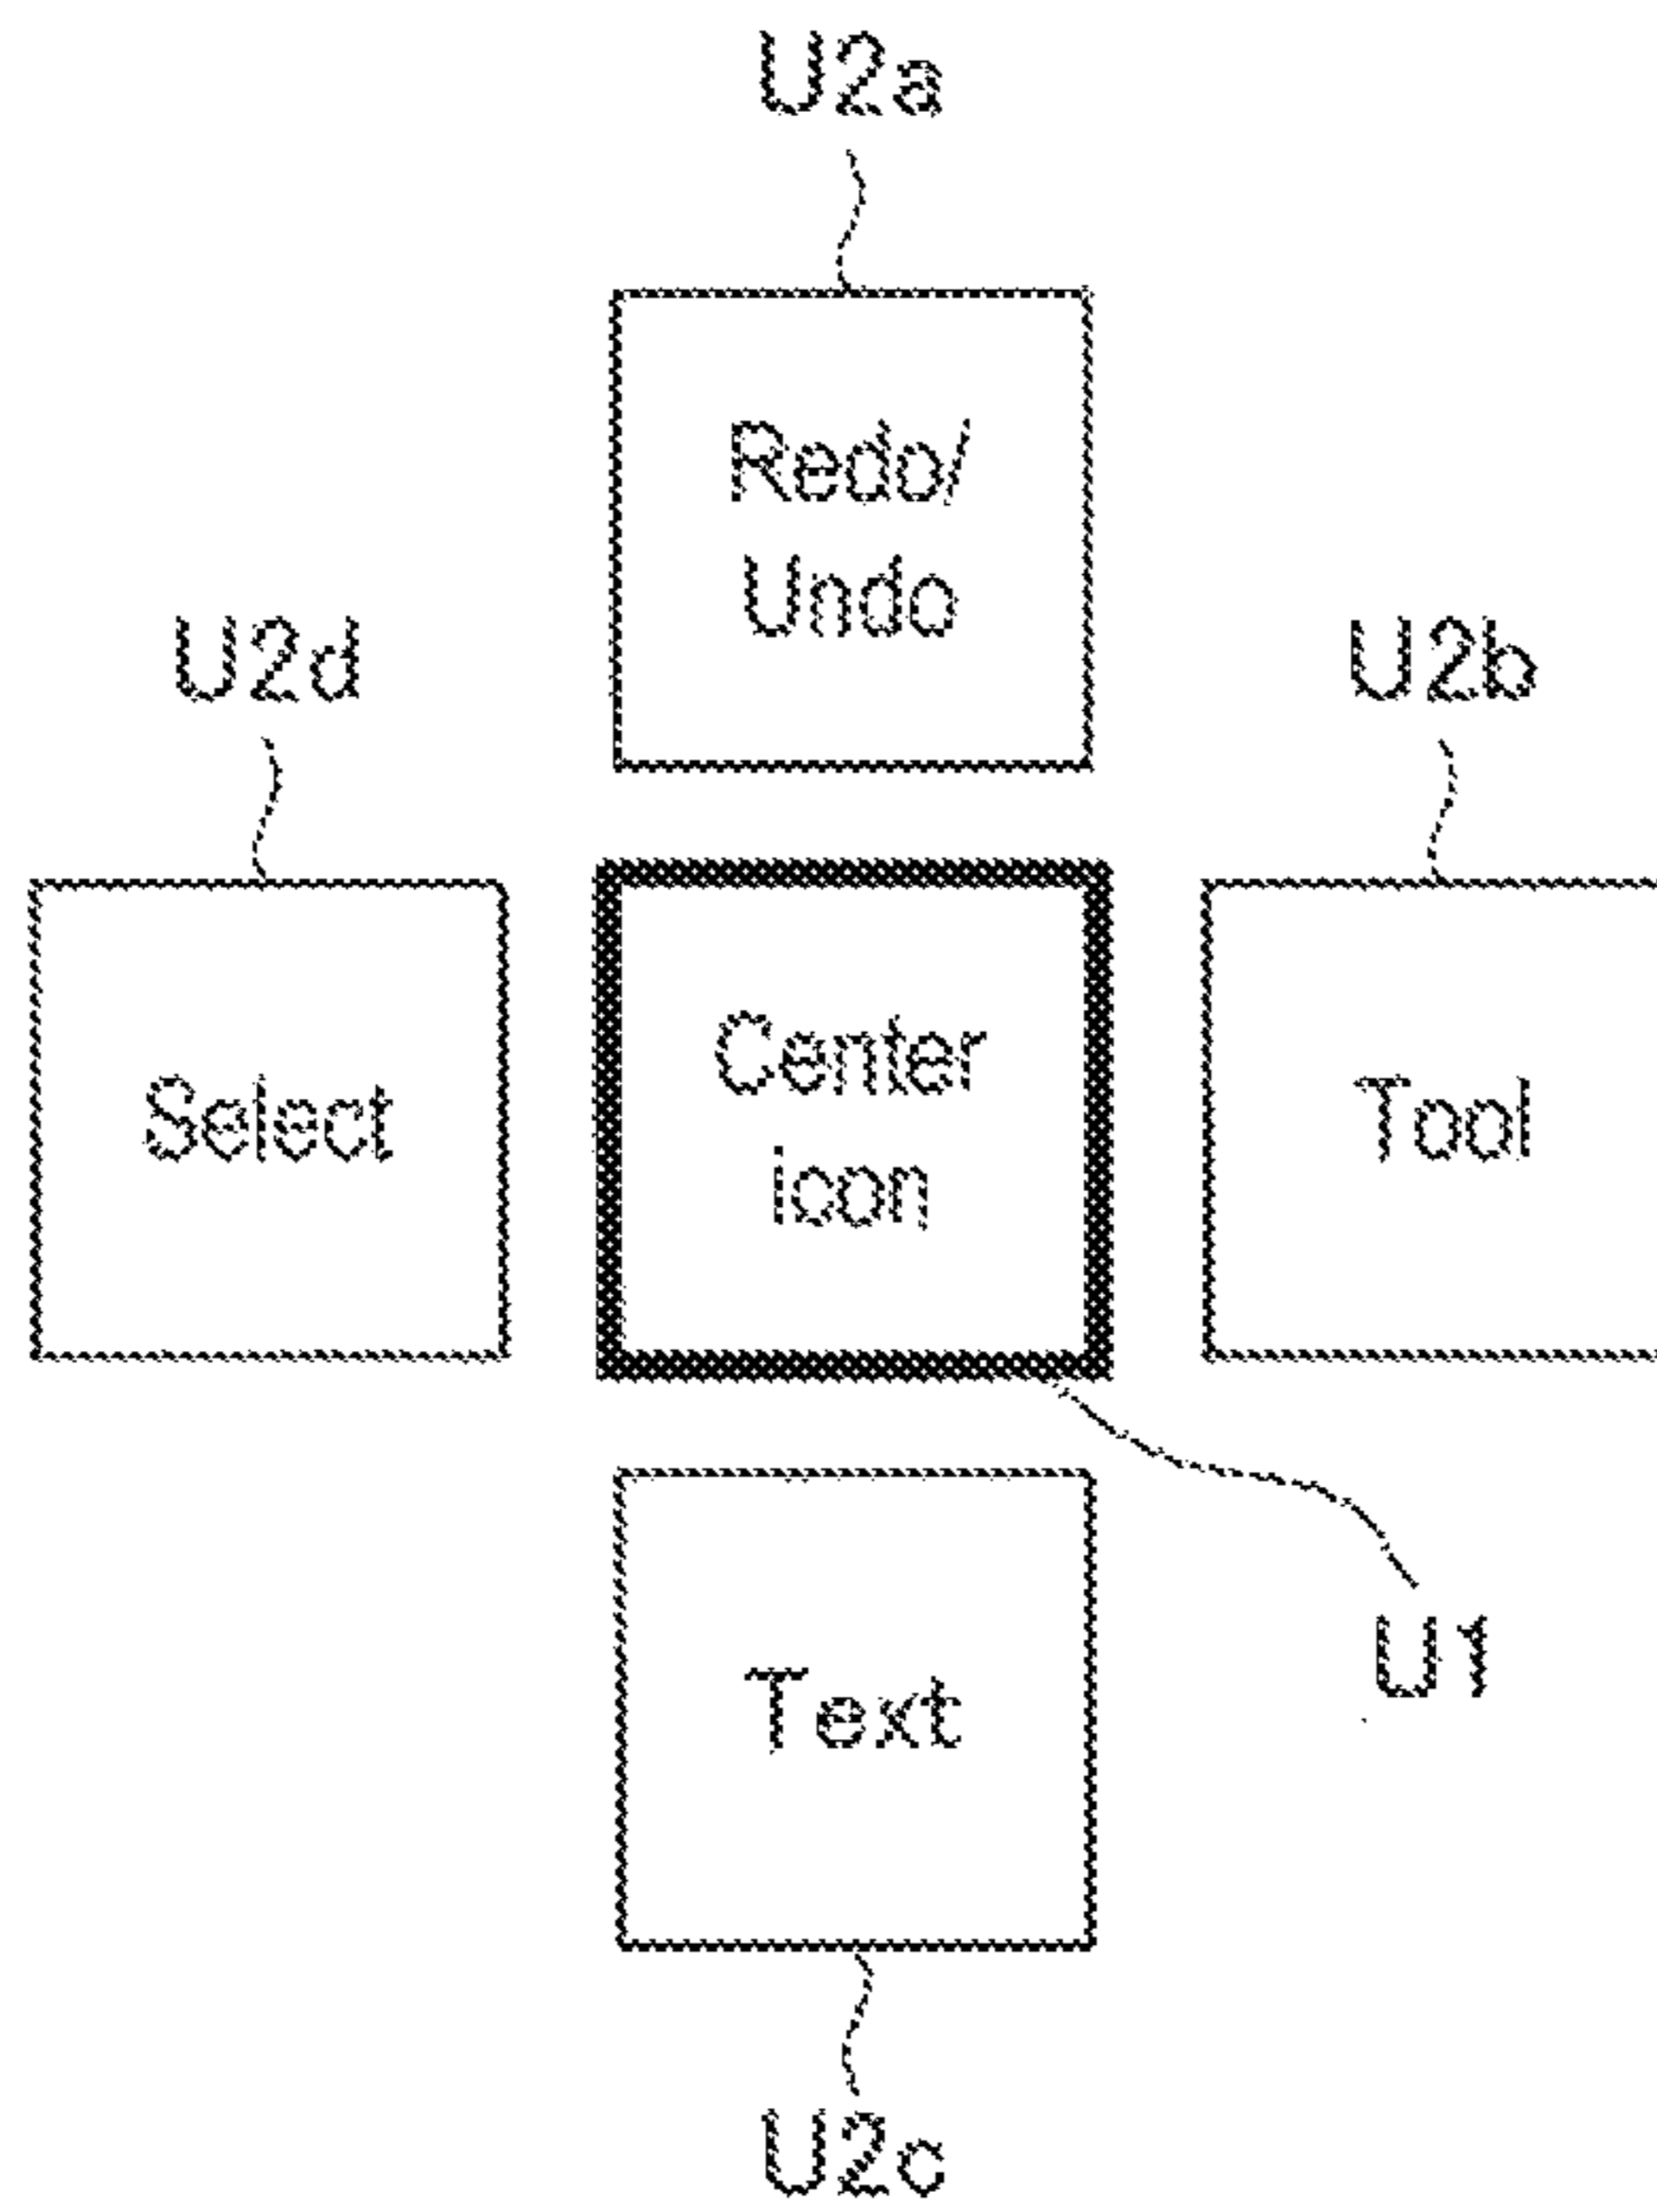 U2a
Redo/
Undo
U2d
U2b
Select
Center
icon
Tool
U1
Text
U2c